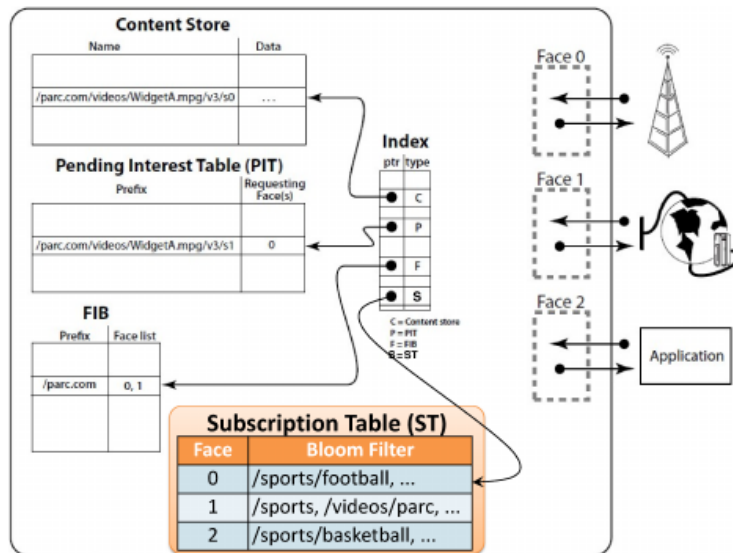 Content Store
Name Data
/parc.com/videos/WidgetA.mpg/v3/s0 ...
Pending Interest Table (PIT)
Prefix Requesting Face(s)
/parc.com/videos/WidgetA.mpg/v3/s1 0
FIB
Prefix Face list
/parc.com 0, 1
Index
ptr type
C
P
F
S
C = Content store
P = PIT
F = FIB
S=ST
Face 0
Face 1
Face 2
Application
Subscription Table (ST)
Face Bloom Filter
0 /sports/football, ...
1 /sports, /videos/parc, ...
2 /sports/basketball, ...